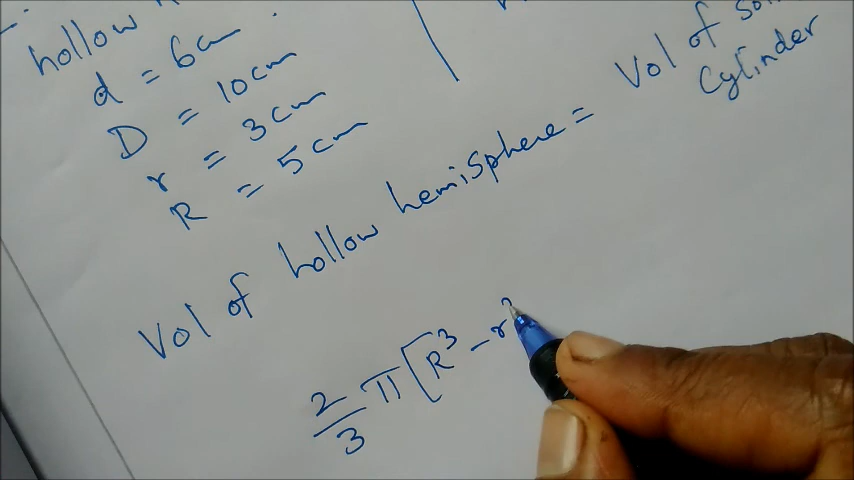 hollow
d = 6cm
D = 10cm
r = 3cm
R = 5cm
Vol of hollow hemisphere = Vol of
Cylinder
2/3 π [R³ - r